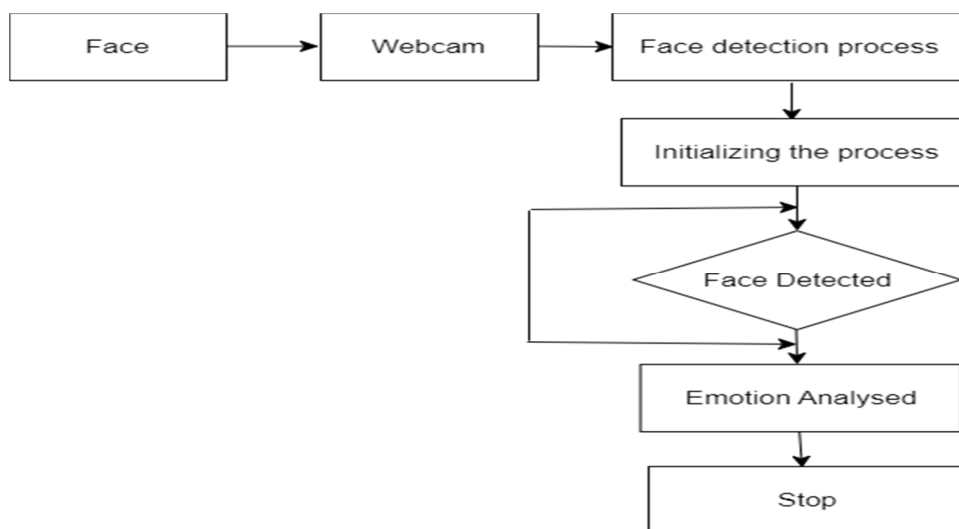 Face
Webcam
Face detection process
Initializing the process
Face Detected
Emotion Analysed
Stop